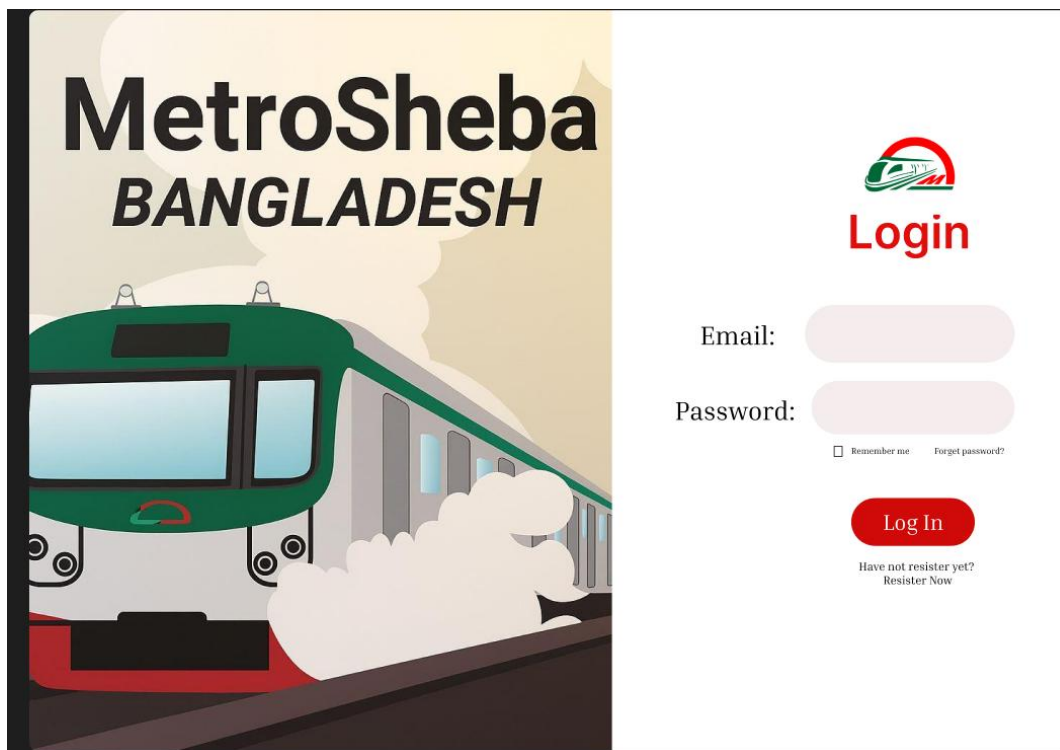 MetroSheba
BANGLADESH
M
Login
Email:
Password:
Remember me Forget password?
Log In
Have not resister yet?
Resister Now